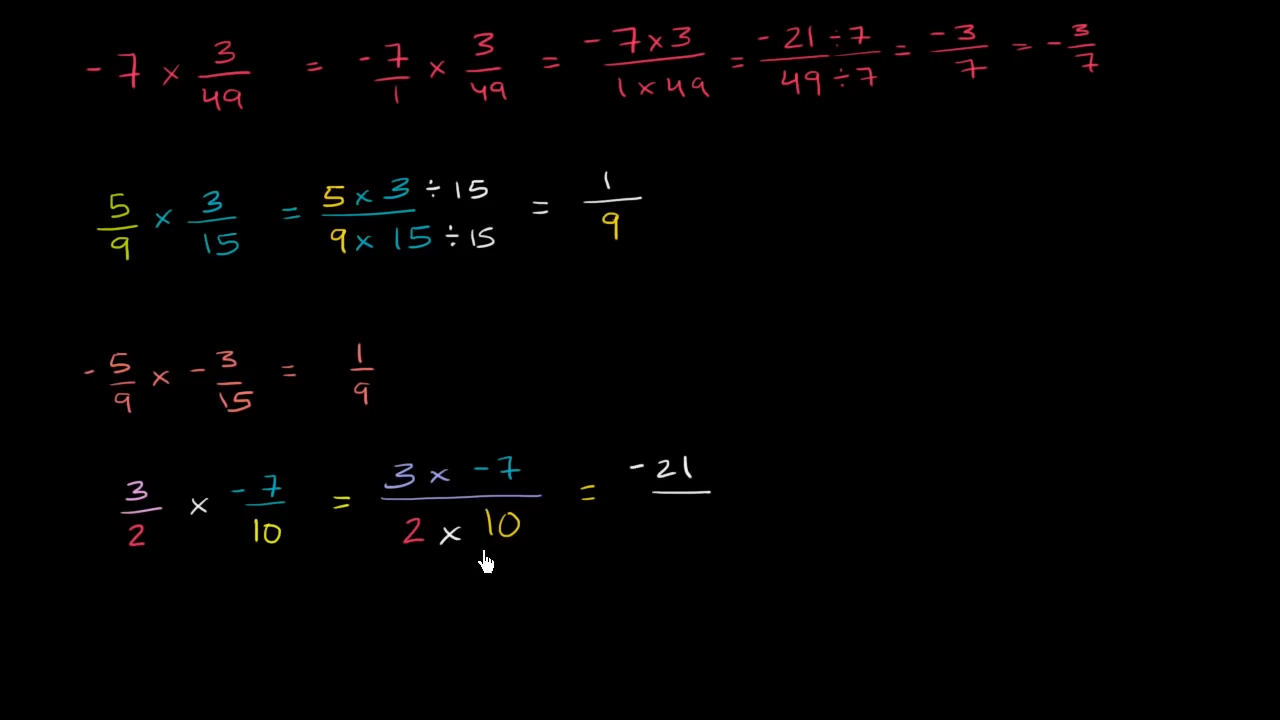 -7 × 3/49 = -7/1 × 3/49 = -7×3/1×49 = -21÷7/49÷7 = -3/7 = -3/7
5/9 × 3/15 = 5×3÷15/9×15÷15 = 1/9
-5/9 × -3/15 = 1/9
3/2 × -7/10 = 3×-7/2×10 = -21/